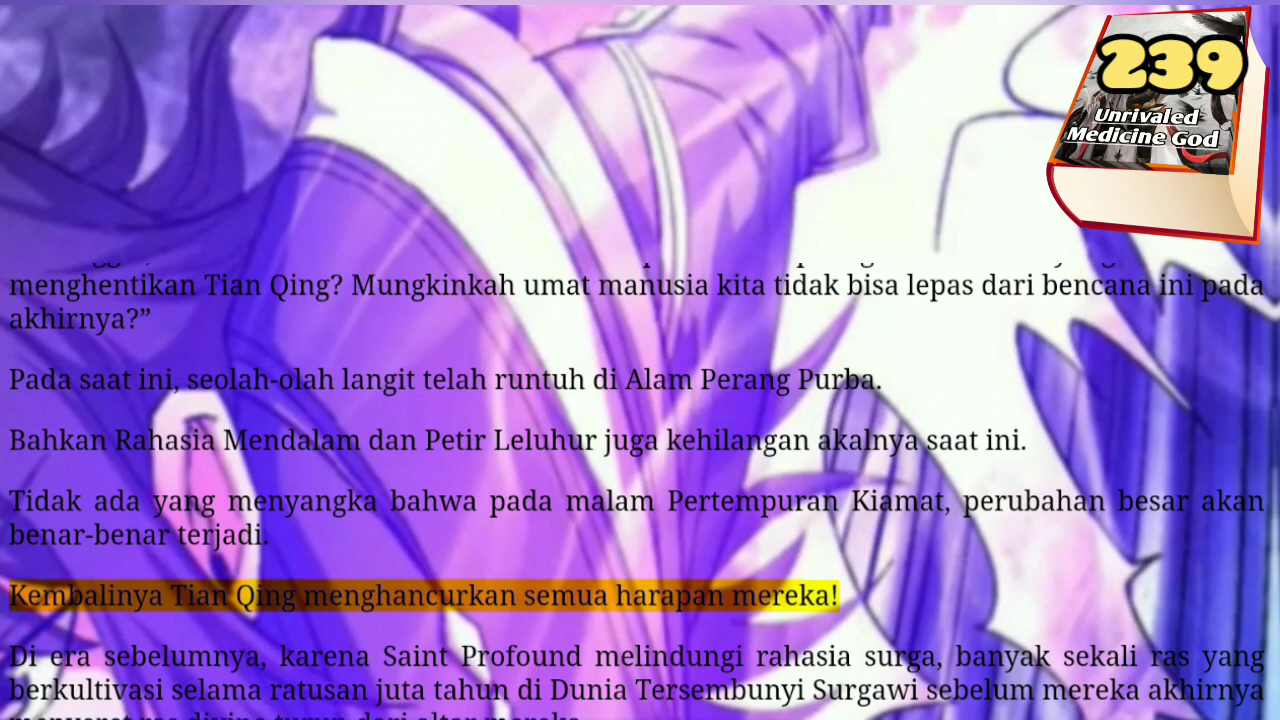 239
Unrivaled
Medicine God
menghentikan Tian Qing? Mungkinkah umat manusia kita tidak bisa lepas dari bencana ini pada
akhirnya?”
Pada saat ini, seolah-olah langit telah runtuh di Alam Perang Purba.
Bahkan Rahasia Mendalam dan Petir Leluhur juga kehilangan akalnya saat ini.
Tidak ada yang menyangka bahwa pada malam Pertempuran Kiamat, perubahan besar akan
benar-benar terjadi.
Kembalinya Tian Qing menghancurkan semua harapan mereka!
Di era sebelumnya, karena Saint Profound melindungi rahasia surga, banyak sekali ras yang
berkultivasi selama ratusan juta tahun di Dunia Tersembunyi Surgawi sebelum mereka akhirnya